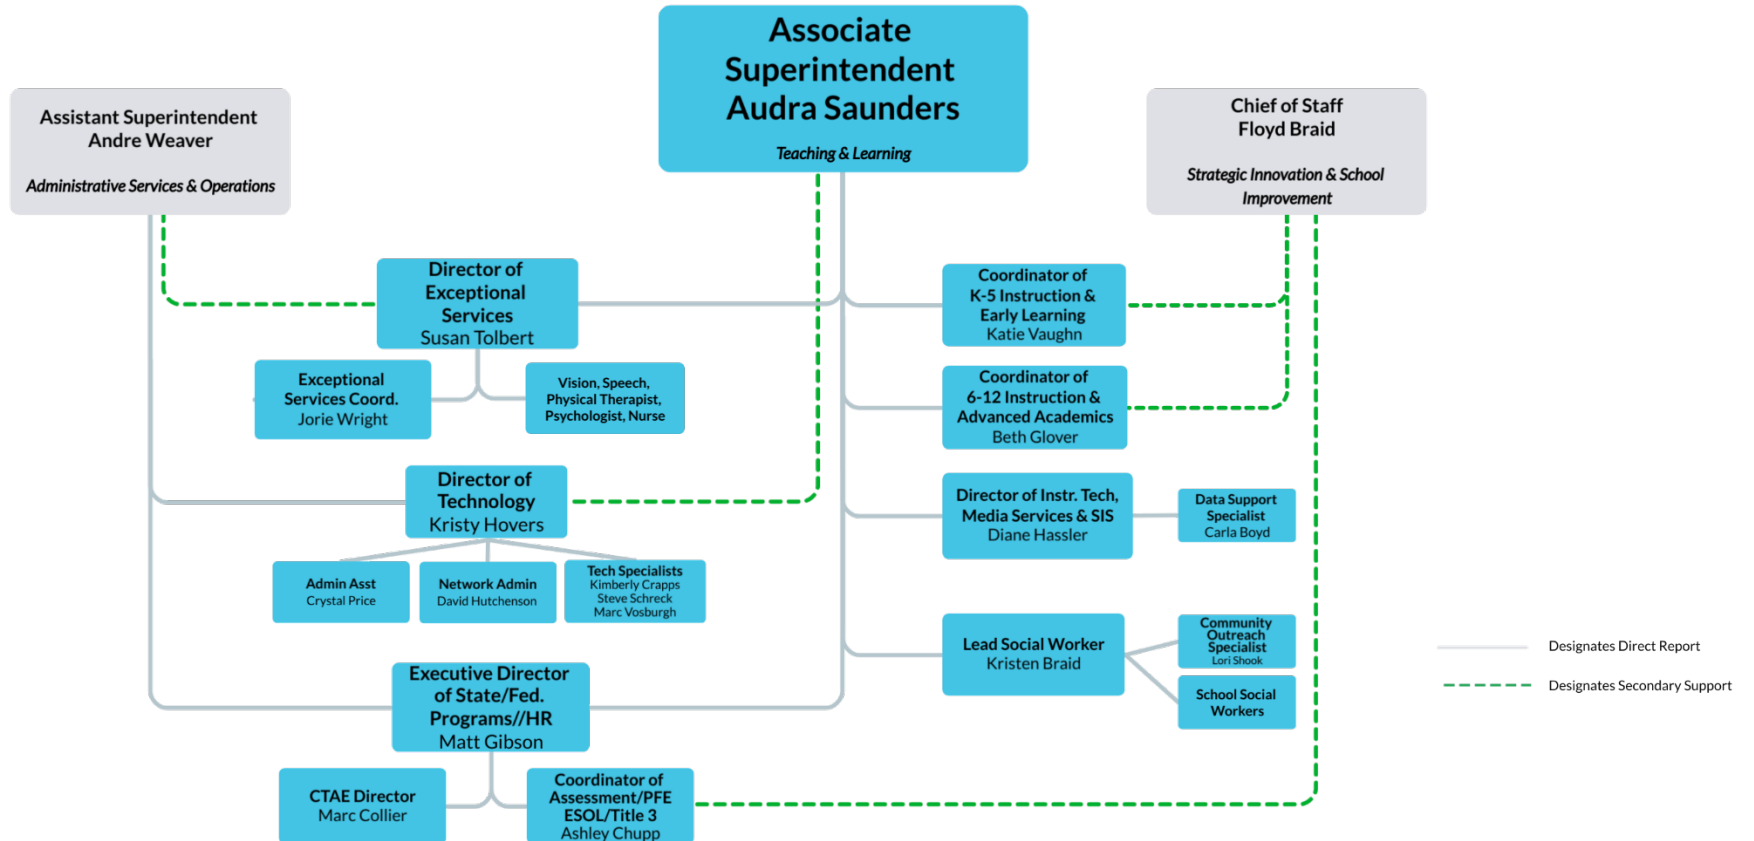 Associate
Superintendent
Audra Saunders
Teaching & Learning
Assistant Superintendent
Andre Weaver
Administrative Services & Operations
Chief of Staff
Floyd Braid
Strategic Innovation & School
Improvement
Director of
Exceptional
Services
Susan Tolbert
Exceptional
Services Coord.
Jorie Wright
Vision, Speech,
Physical Therapist,
Psychologist, Nurse
Director of
Technology
Kristy Hovers
Admin Asst
Crystal Price
Network Admin
David Hutchenson
Tech Specialists
Kimberly Crapps
Steve Schreck
Marc Vosburgh
Executive Director
of State/Fed.
Programs//HR
Matt Gibson
CTAE Director
Marc Collier
Coordinator of
Assessment/PFE
ESOL/Title 3
Ashley Chupp
Coordinator of
K-5 Instruction &
Early Learning
Katie Vaughn
Coordinator of
6-12 Instruction &
Advanced Academics
Beth Glover
Director of Instr. Tech,
Media Services & SIS
Diane Hassler
Data Support
Specialist
Carla Boyd
Lead Social Worker
Kristen Braid
Community
Outreach
Specialist
Lori Shook
School Social
Workers
Designates Direct Report
Designates Secondary Support